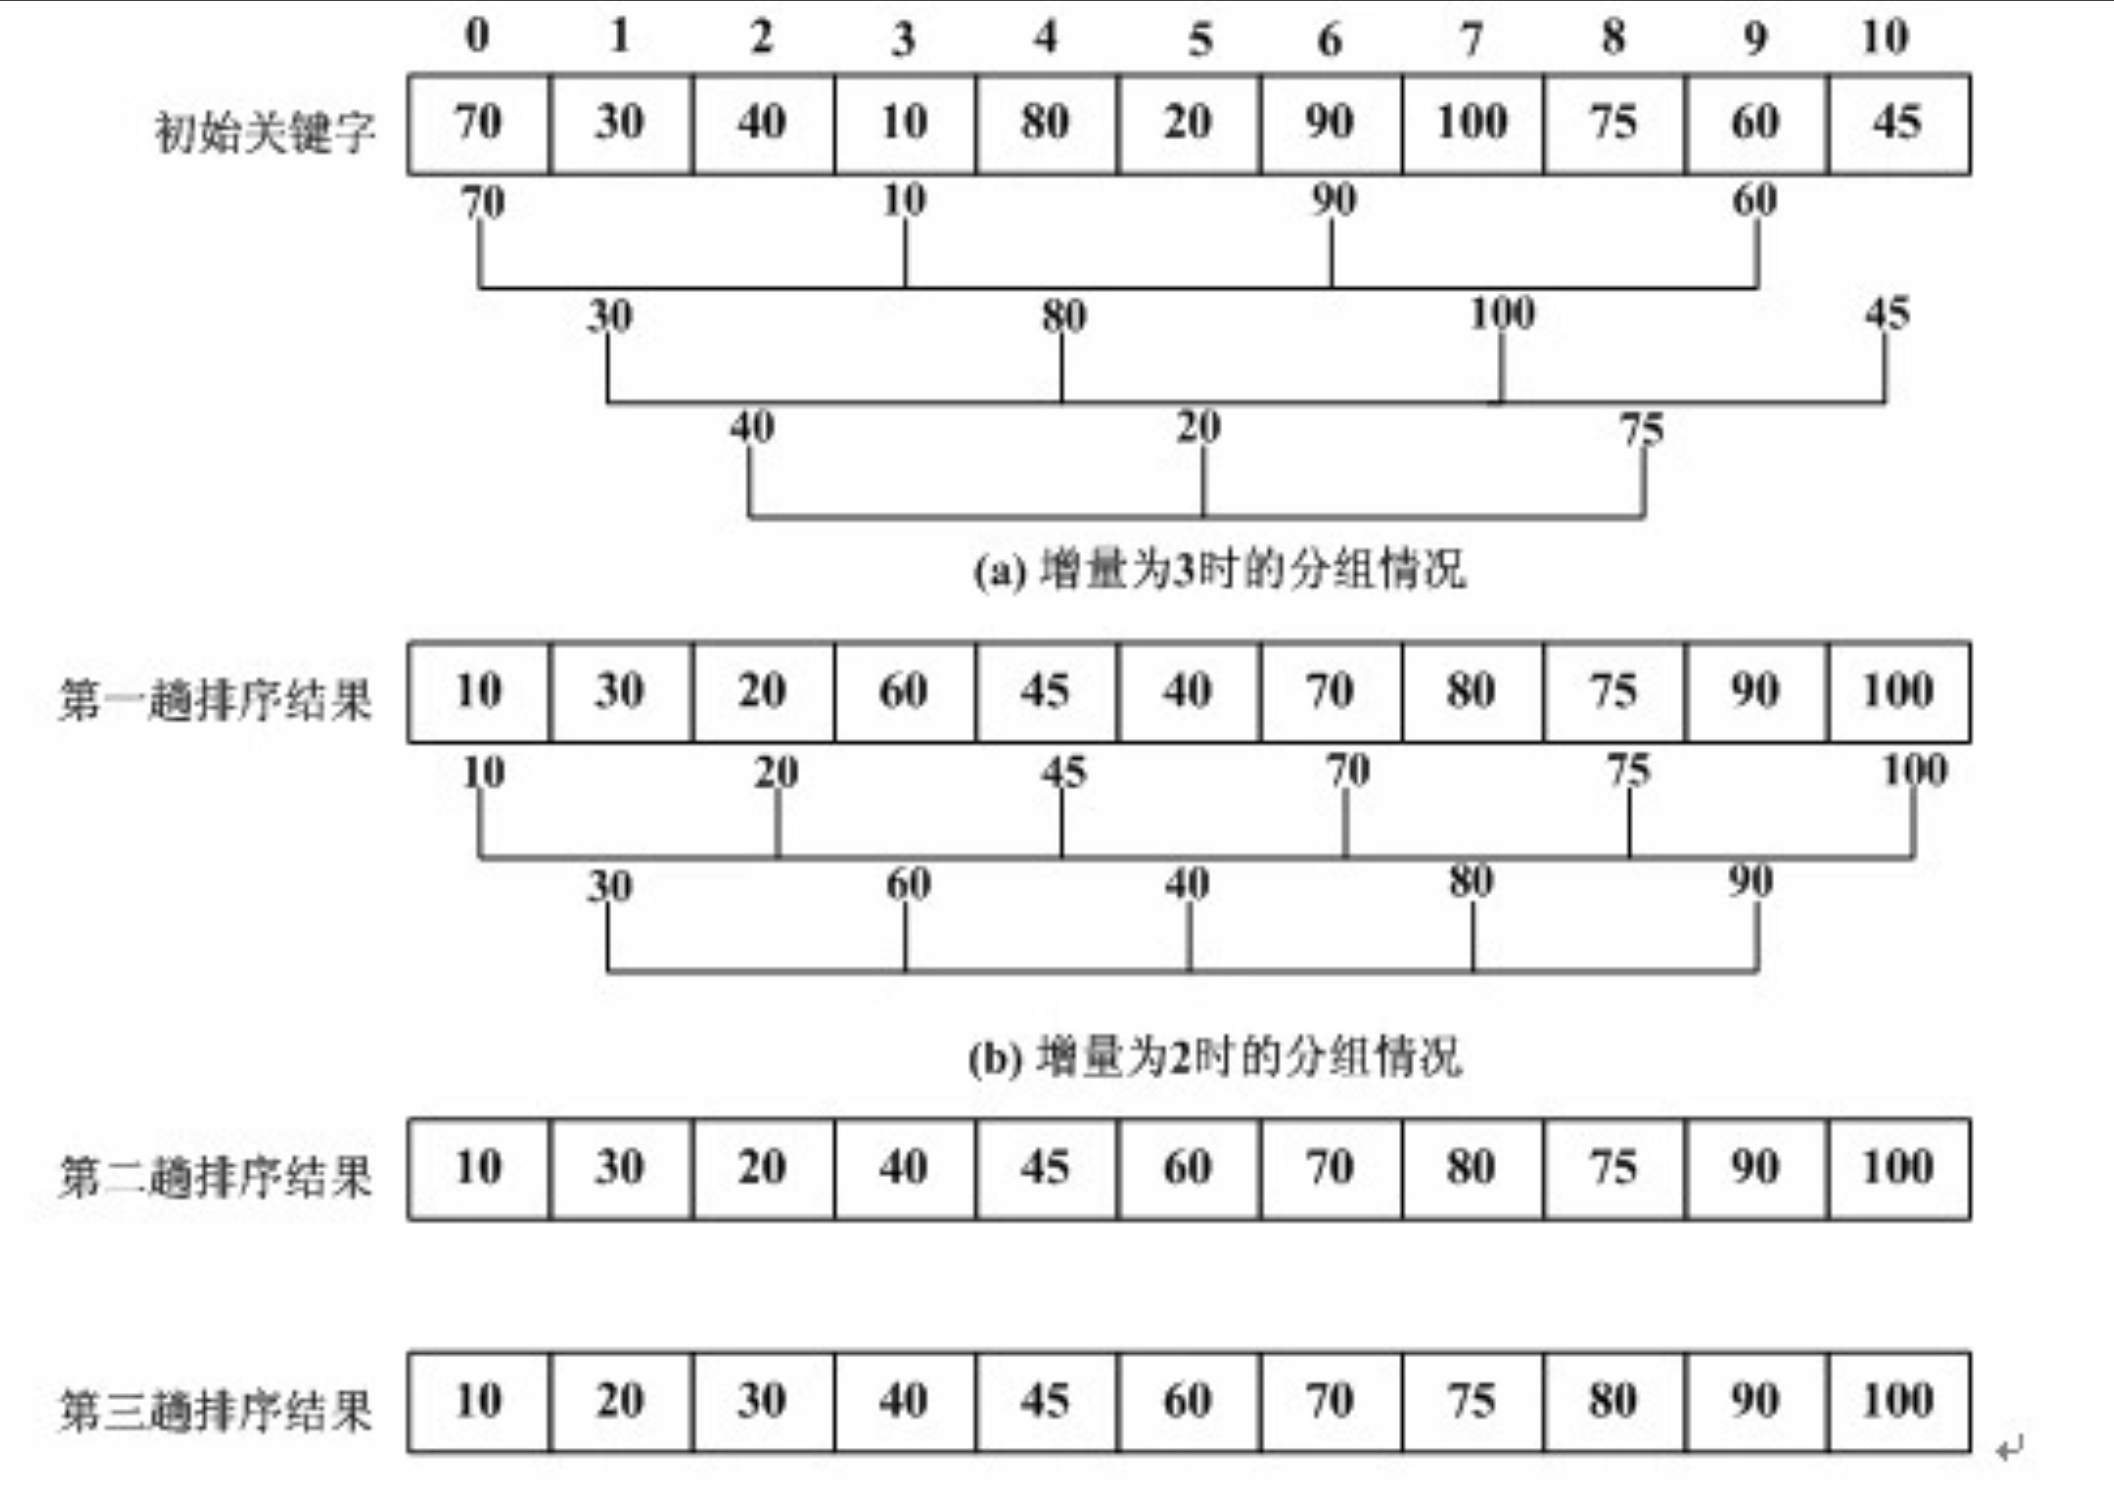 0 1 2 3 4 5 6 7 8 9 10
初始关键字 70 30 40 10 80 20 90 100 75 60 45
70 10 90 60
30 80 100 45
40 20 75
(a) 增量为3时的分组情况
第一趟排序结果 10 30 20 60 45 40 70 80 75 90 100
10 20 45 70 75 100
30 60 40 80 90
(b) 增量为2时的分组情况
第二趟排序结果 10 30 20 40 45 60 70 80 75 90 100
第三趟排序结果 10 20 30 40 45 60 70 75 80 90 100